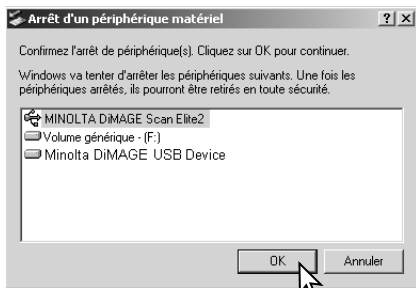 Arrêt d'un périphérique matériel
Confirmez l'arrêt de périphérique(s). Cliquez sur OK pour continuer.
Windows va tenter d'arrêter les périphériques suivants. Une fois les
périphériques arrêtés, ils pourront être retirés en toute sécurité.
MINOLTA DiMAGE Scan Elite2
Volume générique - (F:)
Minolta DiMAGE USB Device
OK Annuler